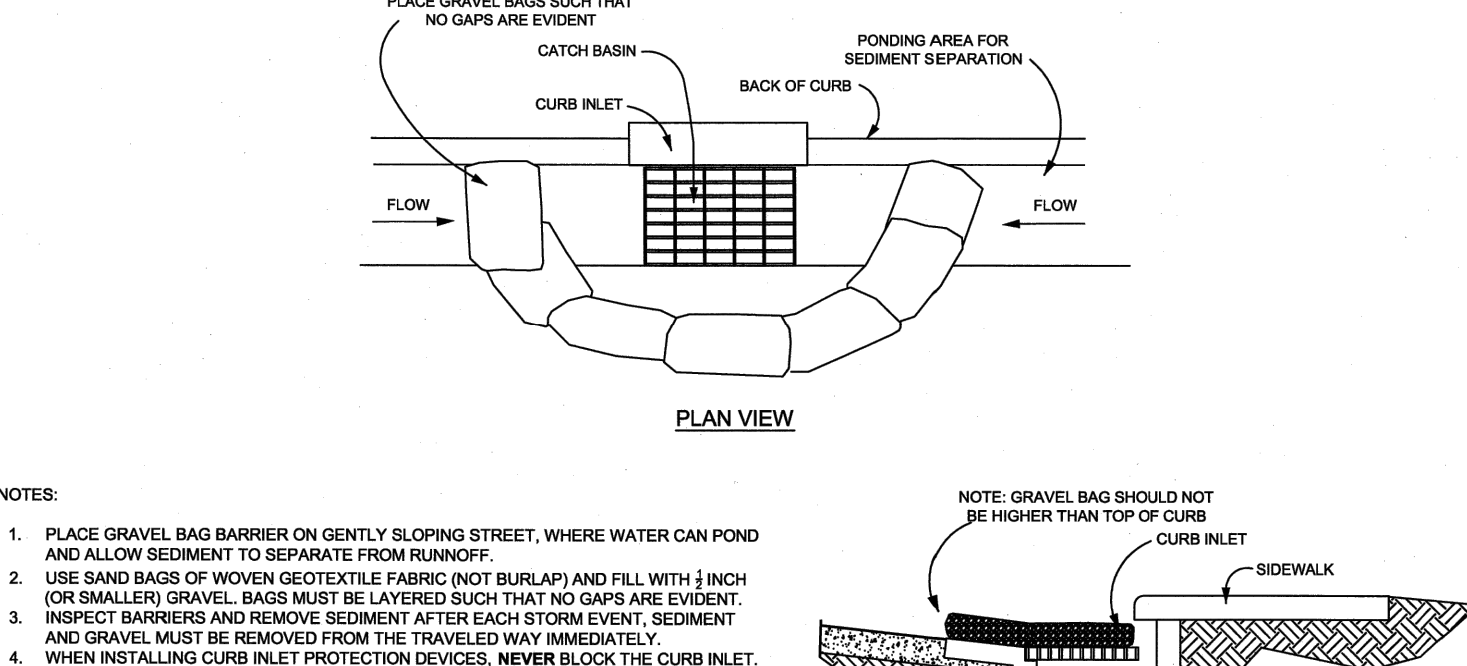 PLACE GRAVEL BAGS SUCH THAT
NO GAPS ARE EVIDENT
CATCH BASIN
PONDING AREA FOR
SEDIMENT SEPARATION
BACK OF CURB
CURB INLET
FLOW
FLOW
PLAN VIEW
NOTES:
1. PLACE GRAVEL BAG BARRIER ON GENTLY SLOPING STREET, WHERE WATER CAN POND
AND ALLOW SEDIMENT TO SEPARATE FROM RUNNOFF.
2. USE SAND BAGS OF WOVEN GEOTEXTILE FABRIC (NOT BURLAP) AND FILL WITH ½ INCH
(OR SMALLER) GRAVEL. BAGS MUST BE LAYERED SUCH THAT NO GAPS ARE EVIDENT.
3. INSPECT BARRIERS AND REMOVE SEDIMENT AFTER EACH STORM EVENT, SEDIMENT
AND GRAVEL MUST BE REMOVED FROM THE TRAVELED WAY IMMEDIATELY.
4. WHEN INSTALLING CURB INLET PROTECTION DEVICES, NEVER BLOCK THE CURB INLET.
NOTE: GRAVEL BAG SHOULD NOT
BE HIGHER THAN TOP OF CURB
CURB INLET
SIDEWALK